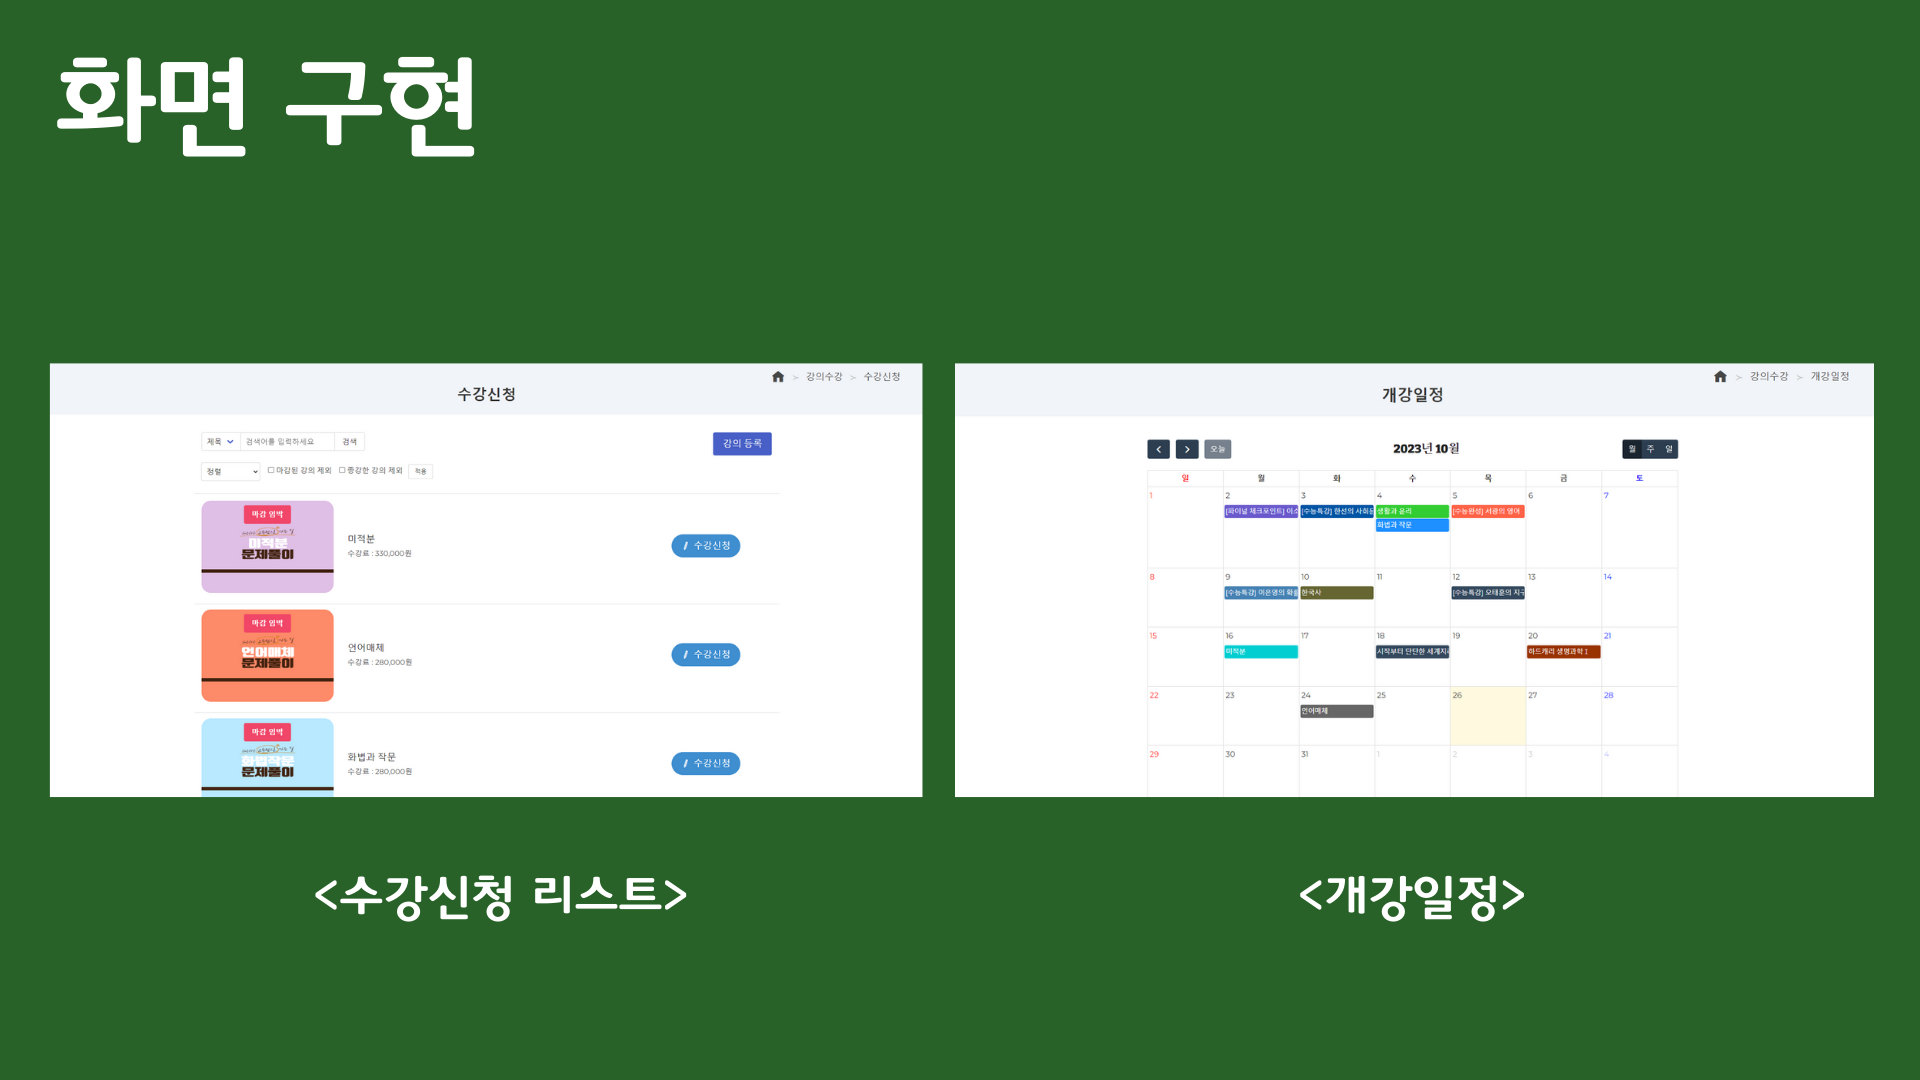 화면 구현
> 강의수강 > 수강신청
수강신청
제목 검색어를 입력하세요 검색
강의 등록
정렬 마감된 강의 제외 종강한 강의 제외 적용
마감 임박
미적분
문제풀이
미적분
수강료 : 330,000원
수강신청
마감 임박
언어매체
문제풀이
언어매체
수강료 : 280,000원
수강신청
마감 임박
화법작문
문제풀이
화법과 작문
수강료 : 280,000원
수강신청
<수강신청 리스트>
> 강의수강 > 개강일정
개강일정
< > 오늘
2023년 10월
월 주 일
일 월 화 수 목 금 토
1 2 3 4 5 6 7
[파이널 체크포인트] 이소
[수능특강] 한선의 사회
생활과 윤리
[수능완성] 서광의 영어
화법과 작문
8 9 10 11 12 13 14
[수능특강] 이은영의 화
한국사
[수능특강] 오태훈의 지구
15 16 17 18 19 20 21
미적분
시작부터 단단한 세계지
하드캐리 생명과학 I
22 23 24 25 26 27 28
언어매체
29 30 31 1 2 3 4
<개강일정>